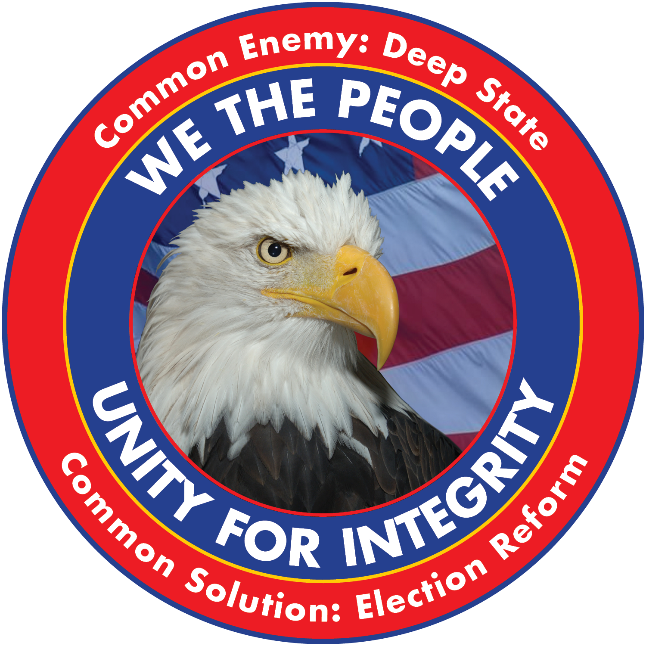 Common Enemy: Deep State
WE THE PEOPLE
UNITY FOR INTEGRITY
Common Solution: Election Reform